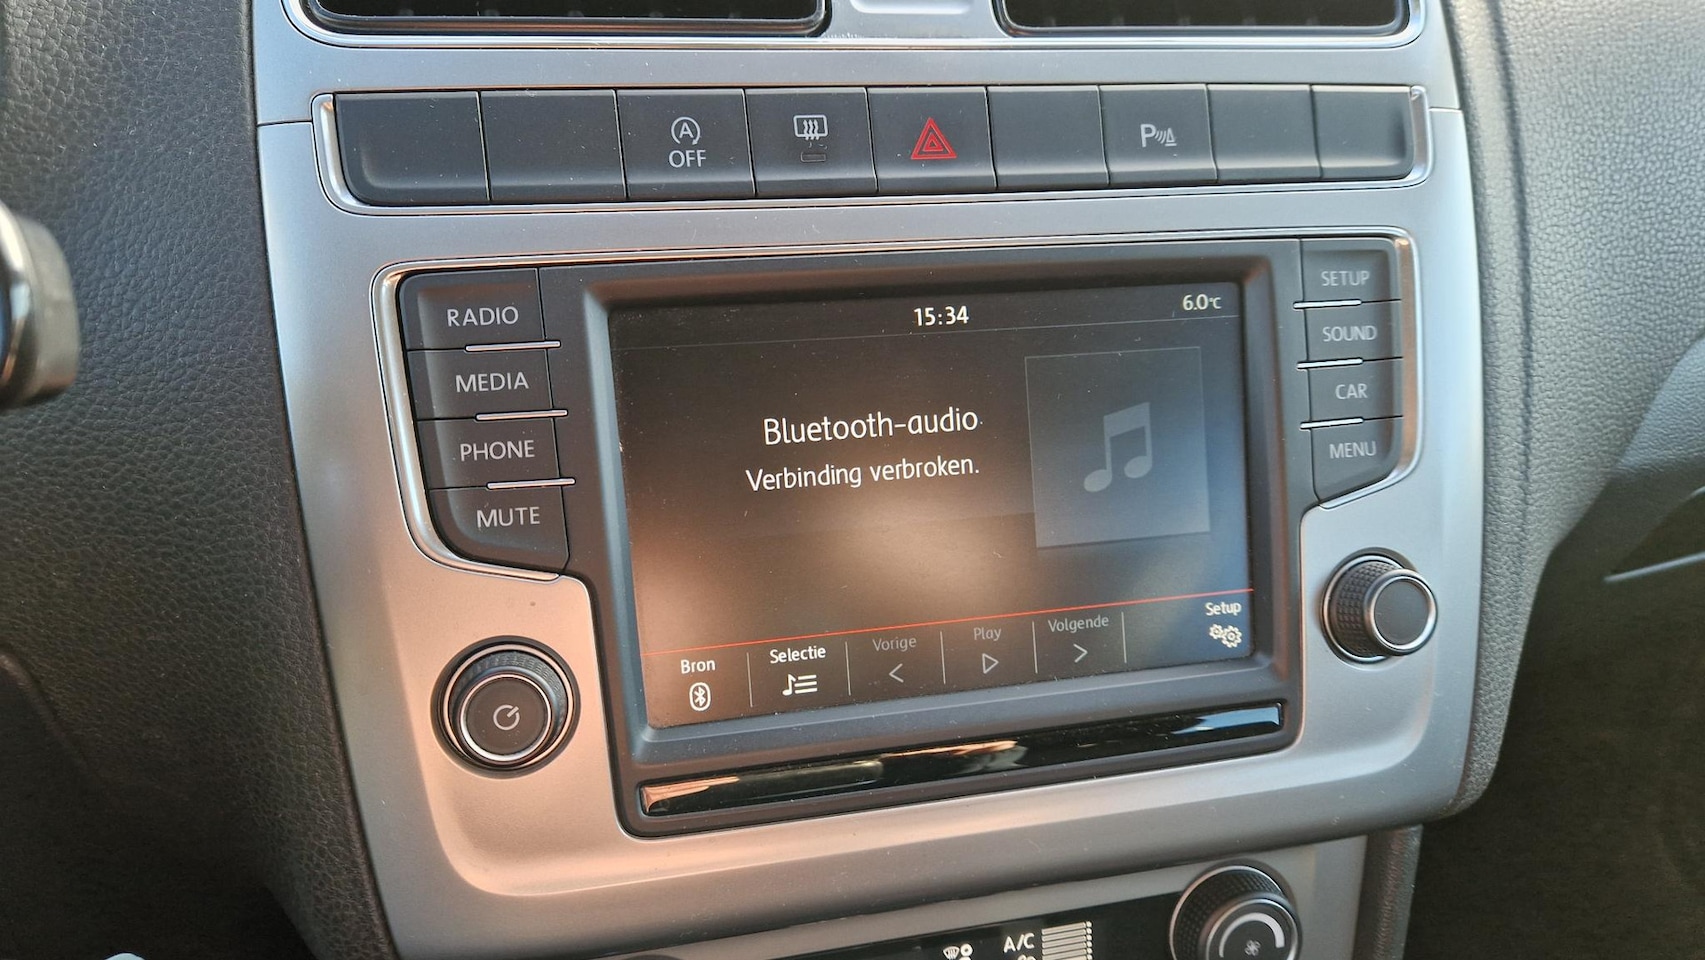 A
OFF
P
RADIO
MEDIA
PHONE
MUTE
15:34
6.0°C
Bluetooth-audio
Verbinding verbroken.
Bron
Selectie
Vorige
Play
Volgende
Setup
SETUP
SOUND
CAR
MENU
A/C